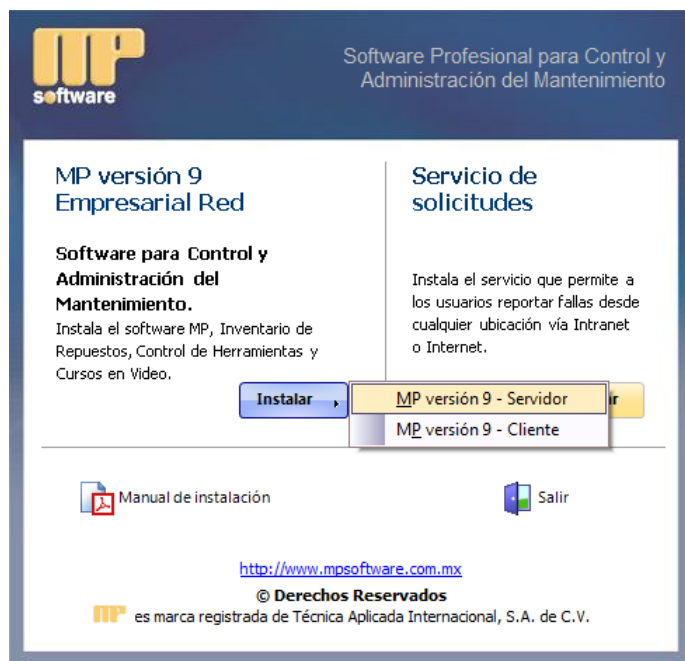 MP
software
Software Profesional para Control y
Administración del Mantenimiento
MP versión 9
Empresarial Red
Software para Control y
Administración del
Mantenimiento.
Instala el software MP, Inventario de
Repuestos, Control de Herramientas y
Cursos en Video.
Instalar
MP versión 9 - Servidor
MP versión 9 - Cliente
Servicio de
solicitudes
Instala el servicio que permite a
los usuarios reportar fallas desde
cualquier ubicación vía Intranet
o Internet.
Manual de instalación
Salir
http://www.mpsoftware.com.mx
© Derechos Reservados
MP es marca registrada de Técnica Aplicada Internacional, S.A. de C.V.